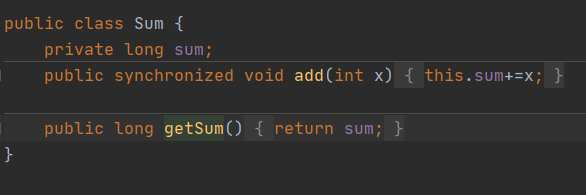 public class Sum {
private long sum;
public synchronized void add(int x) { this.sum+=x; }
public long getSum() { return sum; }
}